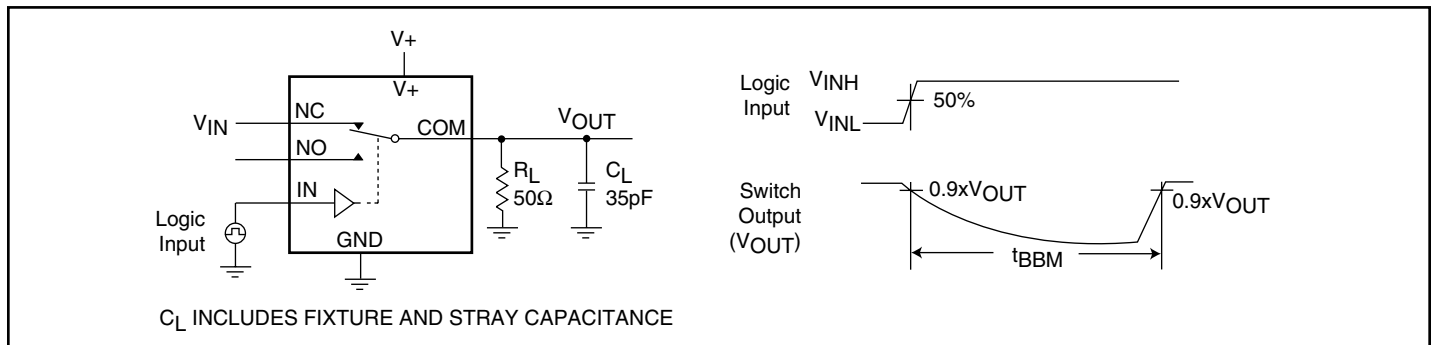 V+
V+
VIN
NC
COM
VOUT
NO
RL
50Ω
CL
35pF
IN
Logic
Input
GND
CL INCLUDES FIXTURE AND STRAY CAPACITANCE
Logic
Input
VINH
50%
VINL
Switch
Output
(VOUT)
0.9xVOUT
0.9xVOUT
tBBM